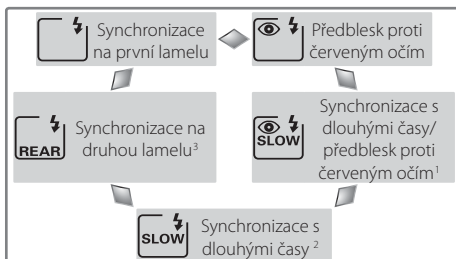 Synchronizace
na první lamelu
Předblesk proti
červeným očím
REAR
Synchronizace na
druhou lamelu³
SLOW
Synchronizace s
dlouhými časy/
předblesk proti
červeným očím¹
SLOW
Synchronizace s
dlouhými časy ²